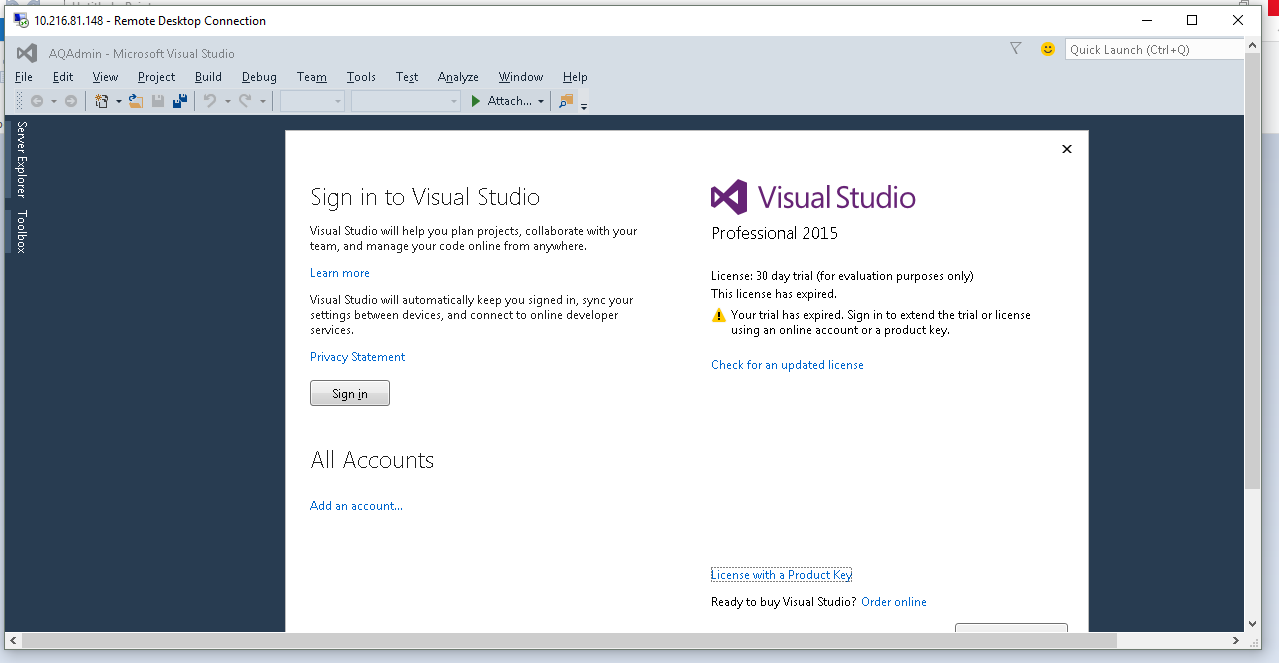 10.216.81.148 - Remote Desktop Connection
AQAdmin - Microsoft Visual Studio
Quick Launch (Ctrl+Q)
File Edit View Project Build Debug Team Tools Test Analyze Window Help
Attach...
Server Explorer
Toolbox
Sign in to Visual Studio
Visual Studio will help you plan projects, collaborate with your
team, and manage your code online from anywhere.
Learn more
Visual Studio will automatically keep you signed in, sync your
settings between devices, and connect to online developer
services.
Privacy Statement
Sign in
All Accounts
Add an account...
Visual Studio
Professional 2015
License: 30 day trial (for evaluation purposes only)
This license has expired.
Your trial has expired. Sign in to extend the trial or license
using an online account or a product key.
Check for an updated license
License with a Product Key
Ready to buy Visual Studio? Order online